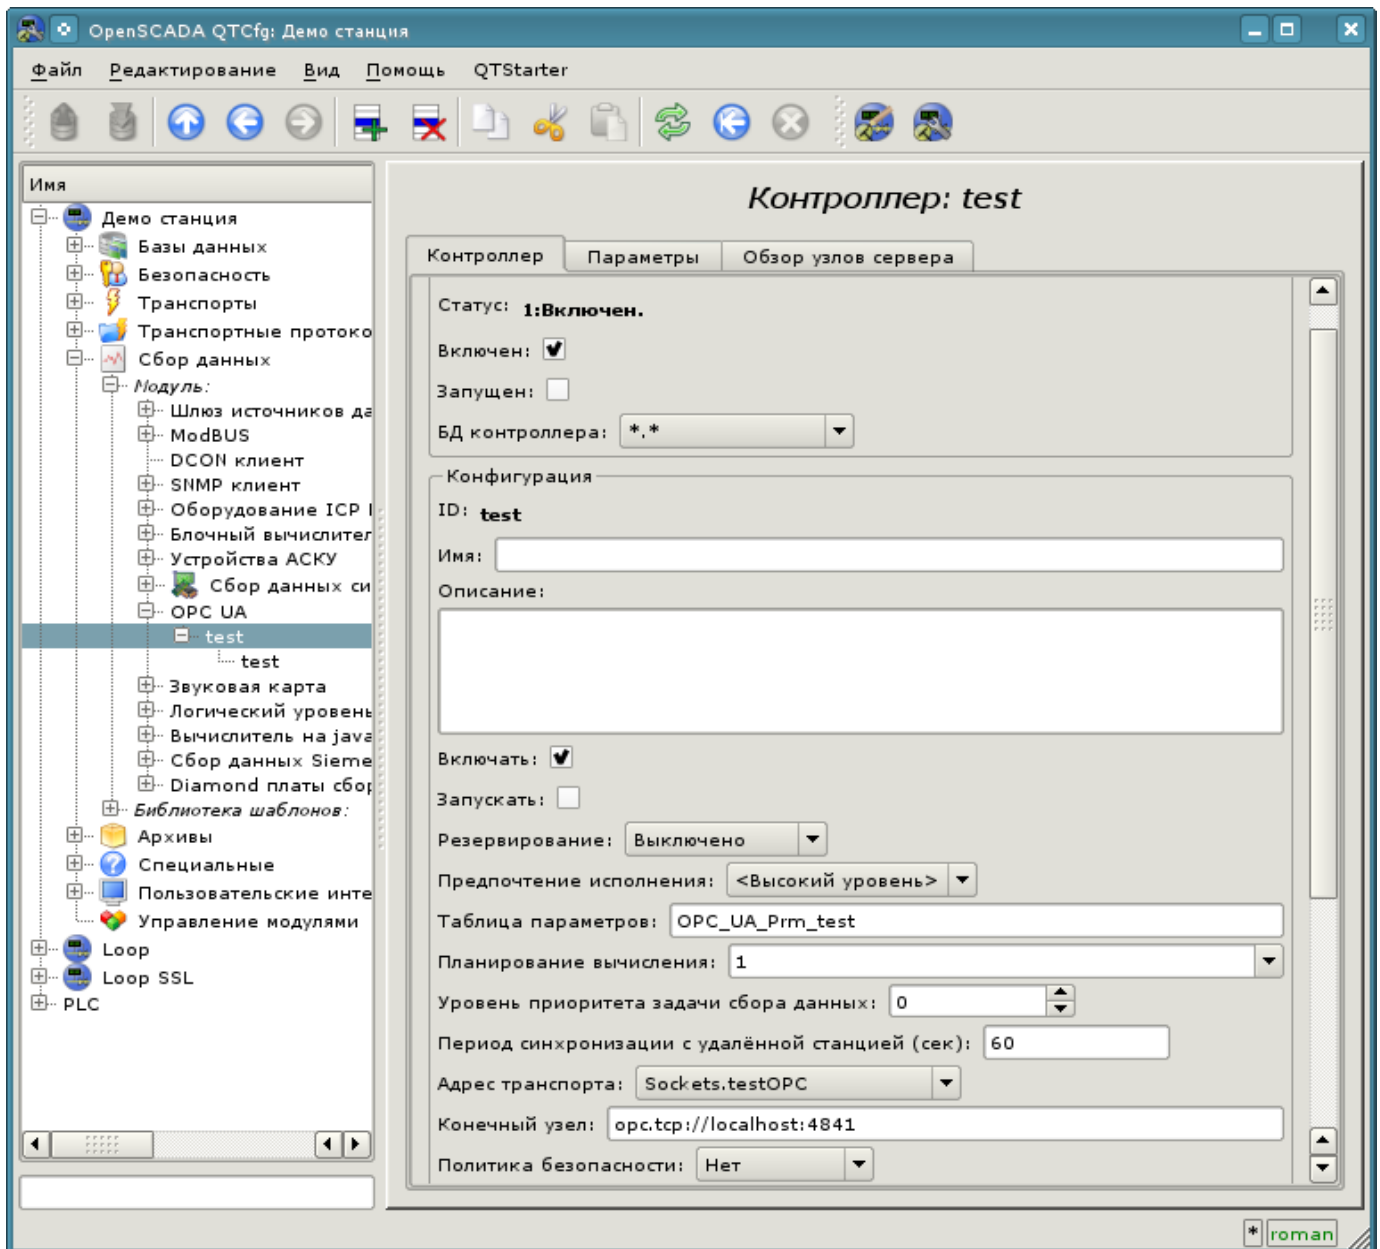 OpenSCADA QTCfg: Демо станция
Файл Редактирование Вид Помощь QTStarter
Имя
Демо станция
Базы данных
Безопасность
Транспорты
Транспортные протоко
Сбор данных
Модуль:
Шлюз источников да
ModBUS
DCON клиент
SNMP клиент
Оборудование ICP
Блочный вычислител
Устройства АСКУ
Сбор данных си
OPC UA
test
test
Звуковая карта
Логический уровень
Вычислитель на java
Сбор данных Sieme
Diamond платы сбор
Библиотека шаблонов:
Архивы
Специальные
Пользовательские инте
Управление модулями
Loop
Loop SSL
PLC
Контроллер: test
Контроллер Параметры Обзор узлов сервера
Статус: 1:Включен.
Включен:
Запущен:
БД контроллера: *.*
Конфигурация
ID: test
Имя:
Описание:
Включать:
Запускать:
Резервирование: Выключено
Предпочтение исполнения: <Высокий уровень>
Таблица параметров: OPC_UA_Prm_test
Планирование вычисления: 1
Уровень приоритета задачи сбора данных: 0
Период синхронизации с удалённой станцией (сек): 60
Адрес транспорта: Sockets.testOPC
Конечный узел: opc.tcp://localhost:4841
Политика безопасности: Нет
* roman